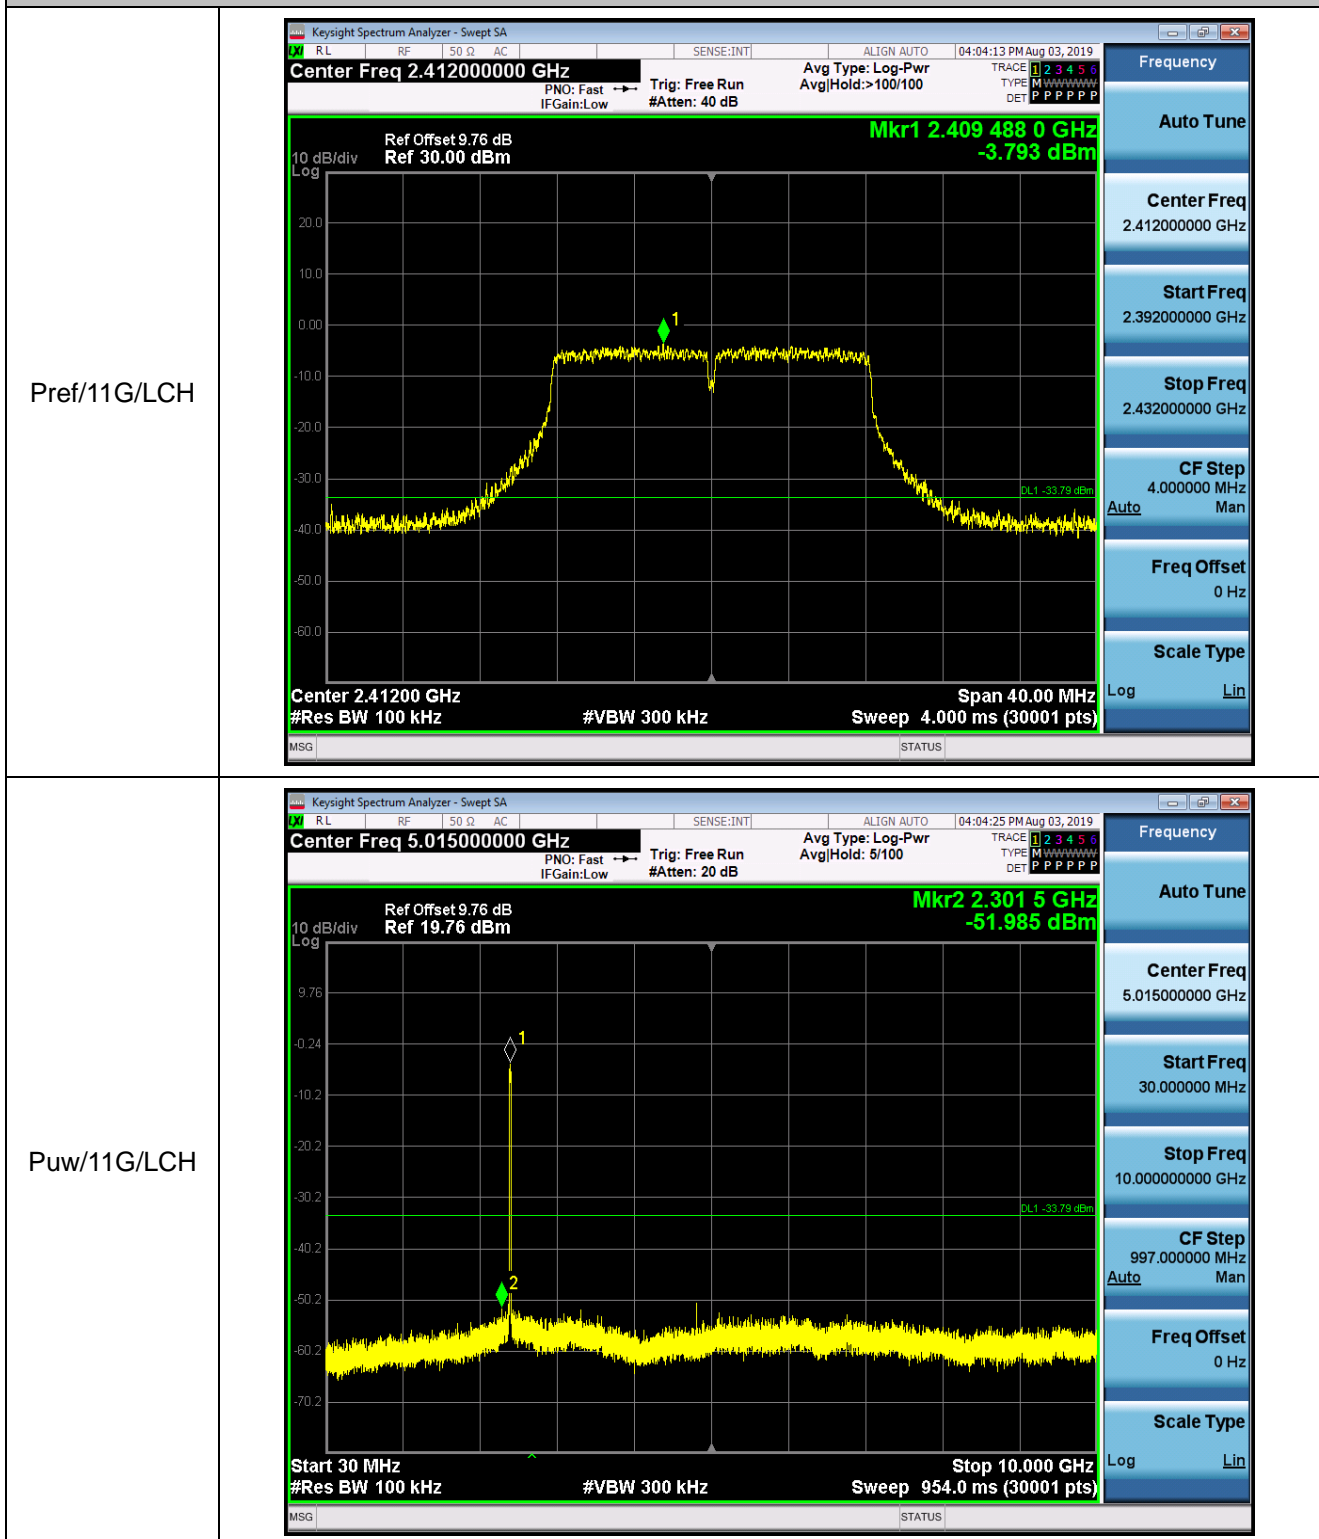 Pref/11G/LCH
Keysight Spectrum Analyzer - Swept SA
LXI RL RF 50 Ω AC SENSE:INT ALIGN AUTO 04:04:13 PM Aug 03, 2019
Center Freq 2.412000000 GHz
PNO: Fast
IFGain:Low
Trig: Free Run
#Atten: 40 dB
Avg Type: Log-Pwr
Avg|Hold:>100/100
TRACE 1 2 3 4 5 6
TYPE M W W W W W
DET P P P P P P
Mkr1 2.409 488 0 GHz
-3.793 dBm
Ref Offset 9.76 dB
10 dB/div Ref 30.00 dBm
Log
20.0
10.0
0.00
-10.0
-20.0
-30.0
-40.0
-50.0
-60.0
1
DL1 -33.79 dBm
Center 2.41200 GHz Span 40.00 MHz
#Res BW 100 kHz #VBW 300 kHz Sweep 4.000 ms (30001 pts)
MSG STATUS
Frequency
Auto Tune
Center Freq
2.412000000 GHz
Start Freq
2.392000000 GHz
Stop Freq
2.432000000 GHz
CF Step
4.000000 MHz
Auto Man
Freq Offset
0 Hz
Scale Type
Log Lin
Puw/11G/LCH
Keysight Spectrum Analyzer - Swept SA
LXI RL RF 50 Ω AC SENSE:INT ALIGN AUTO 04:04:25 PM Aug 03, 2019
Center Freq 5.015000000 GHz
PNO: Fast
IFGain:Low
Trig: Free Run
#Atten: 20 dB
Avg Type: Log-Pwr
Avg|Hold: 5/100
TRACE 1 2 3 4 5 6
TYPE M W W W W W
DET P P P P P P
Mkr2 2.301 5 GHz
-51.985 dBm
Ref Offset 9.76 dB
10 dB/div Ref 19.76 dBm
Log
9.76
-0.24
-10.2
-20.2
-30.2
-40.2
-50.2
-60.2
-70.2
1
2
DL1 -33.79 dBm
Start 30 MHz Stop 10.000 GHz
#Res BW 100 kHz #VBW 300 kHz Sweep 954.0 ms (30001 pts)
MSG STATUS
Frequency
Auto Tune
Center Freq
5.015000000 GHz
Start Freq
30.000000 MHz
Stop Freq
10.000000000 GHz
CF Step
997.000000 MHz
Auto Man
Freq Offset
0 Hz
Scale Type
Log Lin